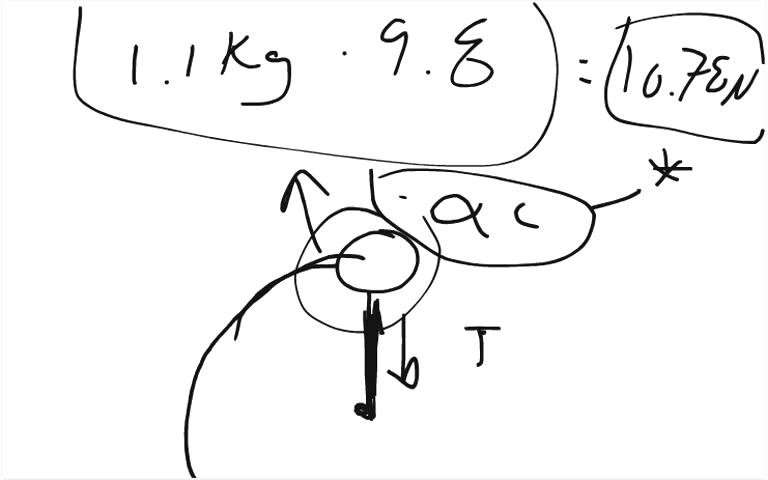 1.1 Kg · 9.8 = 10.78N
*
- ac
T